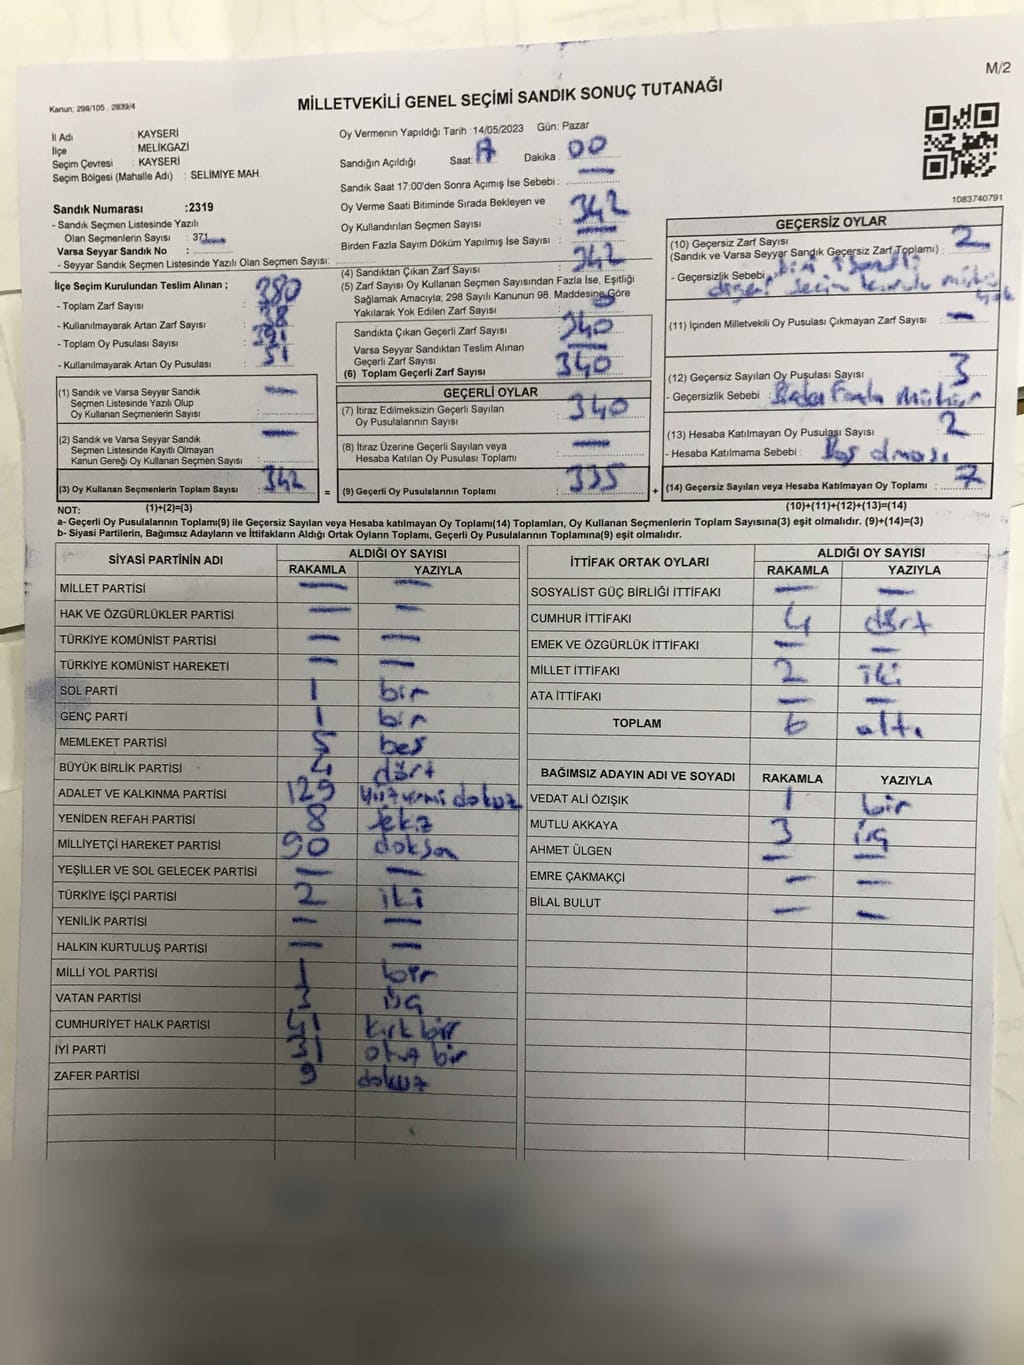 M/2
Kanun: 298/105 . 2839/4
MİLLETVEKİLİ GENEL SEÇİMİ SANDIK SONUÇ TUTANAĞI
İl Adı : KAYSERİ
İlçe : MELİKGAZİ
Seçim Çevresi : KAYSERİ
Seçim Bölgesi (Mahalle Adı) : SELİMİYE MAH.
Sandık Numarası :2319
- Sandık Seçmen Listesinde Yazılı
Olan Seçmenlerin Sayısı : 371
Varsa Seyyar Sandık No :
- Seyyar Sandık Seçmen Listesinde Yazılı Olan Seçmen Sayısı:
Oy Vermenin Yapıldığı Tarih :14/05/2023 Gün: Pazar
Sandığın Açıldığı Saat: Dakika : 00
Sandık Saat 17:00'den Sonra Açılmış İse Sebebi : —
Oy Verme Saati Bitiminde Sırada Bekleyen ve
Oy Kullandırılan Seçmen Sayısı : 342
Birden Fazla Sayım Döküm Yapılmış İse Sayısı : —
(4) Sandıktan Çıkan Zarf Sayısı : 342
(5) Zarf Sayısı Oy Kullanan Seçmen Sayısından Fazla İse, Eşitliği
Sağlamak Amacıyla; 298 Sayılı Kanunun 98. Maddesine Göre
Yakılarak Yok Edilen Zarf Sayısı :
Sandıkta Çıkan Geçerli Zarf Sayısı : 340
Varsa Seyyar Sandıktan Teslim Alınan
Geçerli Zarf Sayısı : —
(6) Toplam Geçerli Zarf Sayısı : 340
İlçe Seçim Kurulundan Teslim Alınan ;
- Toplam Zarf Sayısı : 380
- Kullanılmayarak Artan Zarf Sayısı : 38
- Toplam Oy Pusulası Sayısı : 391
- Kullanılmayarak Artan Oy Pusulası : 51
(1) Sandık ve Varsa Seyyar Sandık
Seçmen Listesinde Yazılı Olup
Oy Kullanan Seçmenlerin Sayısı : —
(2) Sandık ve Varsa Seyyar Sandık
Seçmen Listesinde Kayıtlı Olmayan
Kanun Gereği Oy Kullanan Seçmen Sayısı : —
(3) Oy Kullanan Seçmenlerin Toplam Sayısı : 342
GEÇERLİ OYLAR
(7) İtiraz Edilmeksizin Geçerli Sayılan
Oy Pusulalarının Sayısı : 340
(8) İtiraz Üzerine Geçerli Sayılan veya
Hesaba Katılan Oy Pusulası Toplamı : —
= (9) Geçerli Oy Pusulalarının Toplamı : 335 +
1083740791
GEÇERSİZ OYLAR
(10) Geçersiz Zarf Sayısı
(Sandık ve Varsa Seyyar Sandık Geçersiz Zarf Toplamı) : 2
- Geçersizlik Sebebi : biri işaretli
diğeri seçim kurulu mührü
yok
(11) İçinden Milletvekili Oy Pusulası Çıkmayan Zarf Sayısı : —
(12) Geçersiz Sayılan Oy Pusulası Sayısı : 3
- Geçersizlik Sebebi : Birden Fazla Mühür
(13) Hesaba Katılmayan Oy Pusulası Sayısı : 2
- Hesaba Katılmama Sebebi : Boş olması
(14) Geçersiz Sayılan veya Hesaba Katılmayan Oy Toplamı : 7
NOT: (1)+(2)=(3)
(10)+(11)+(12)+(13)=(14)
a- Geçerli Oy Pusulalarının Toplamı(9) ile Geçersiz Sayılan veya Hesaba katılmayan Oy Toplamı(14) Toplamları, Oy Kullanan Seçmenlerin Toplam Sayısına(3) eşit olmalıdır. (9)+(14)=(3)
b- Siyasi Partilerin, Bağımsız Adayların ve İttifakların Aldığı Ortak Oyların Toplamı, Geçerli Oy Pusulalarının Toplamına(9) eşit olmalıdır.
SİYASİ PARTİNİN ADI ALDIĞI OY SAYISI
RAKAMLA YAZIYLA
MİLLET PARTİSİ — —
HAK VE ÖZGÜRLÜKLER PARTİSİ — —
TÜRKİYE KOMÜNİST PARTİSİ — —
TÜRKİYE KOMÜNİST HAREKETİ — —
SOL PARTİ 1 bir
GENÇ PARTİ 1 bir
MEMLEKET PARTİSİ 5 beş
BÜYÜK BİRLİK PARTİSİ 4 dört
ADALET VE KALKINMA PARTİSİ 129 yüzyirmi dokuz
YENİDEN REFAH PARTİSİ 8 sekiz
MİLLİYETÇİ HAREKET PARTİSİ 90 doksan
YEŞİLLER VE SOL GELECEK PARTİSİ — —
TÜRKİYE İŞÇİ PARTİSİ 2 iki
YENİLİK PARTİSİ — —
HALKIN KURTULUŞ PARTİSİ — —
MİLLİ YOL PARTİSİ 1 bir
VATAN PARTİSİ 3 üç
CUMHURİYET HALK PARTİSİ 41 kırk bir
İYİ PARTİ 31 otuz bir
ZAFER PARTİSİ 9 dokuz
İTTİFAK ORTAK OYLARI ALDIĞI OY SAYISI
RAKAMLA YAZIYLA
SOSYALİST GÜÇ BİRLİĞİ İTTİFAKI — —
CUMHUR İTTİFAKI 4 dört
EMEK VE ÖZGÜRLÜK İTTİFAKI — —
MİLLET İTTİFAKI 2 iki
ATA İTTİFAKI — —
TOPLAM 6 altı
BAĞIMSIZ ADAYIN ADI VE SOYADI RAKAMLA YAZIYLA
VEDAT ALİ ÖZIŞIK 1 bir
MUTLU AKKAYA 3 üç
AHMET ÜLGEN — —
EMRE ÇAKMAKÇİ — —
BİLAL BULUT — —